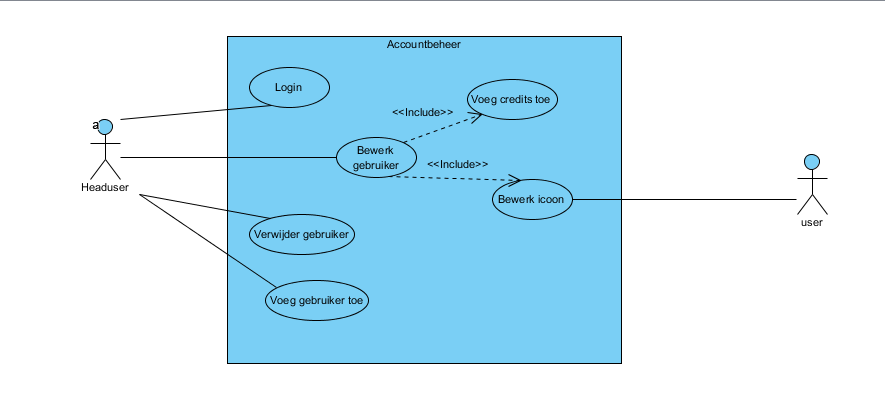 Accountbeheer
Login
Voeg credits toe
<<Include>>
a
Bewerk
gebruiker
<<Include>>
Headuser
Bewerk icoon
user
Verwijder gebruiker
Voeg gebruiker toe